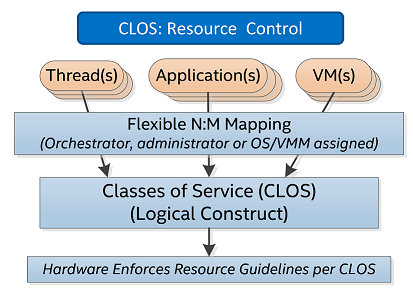 CLOS: Resource Control
Thread(s) Application(s) VM(s)
Flexible N:M Mapping
(Orchestrator, administrator or OS/VMM assigned)
Classes of Service (CLOS)
(Logical Construct)
Hardware Enforces Resource Guidelines per CLOS